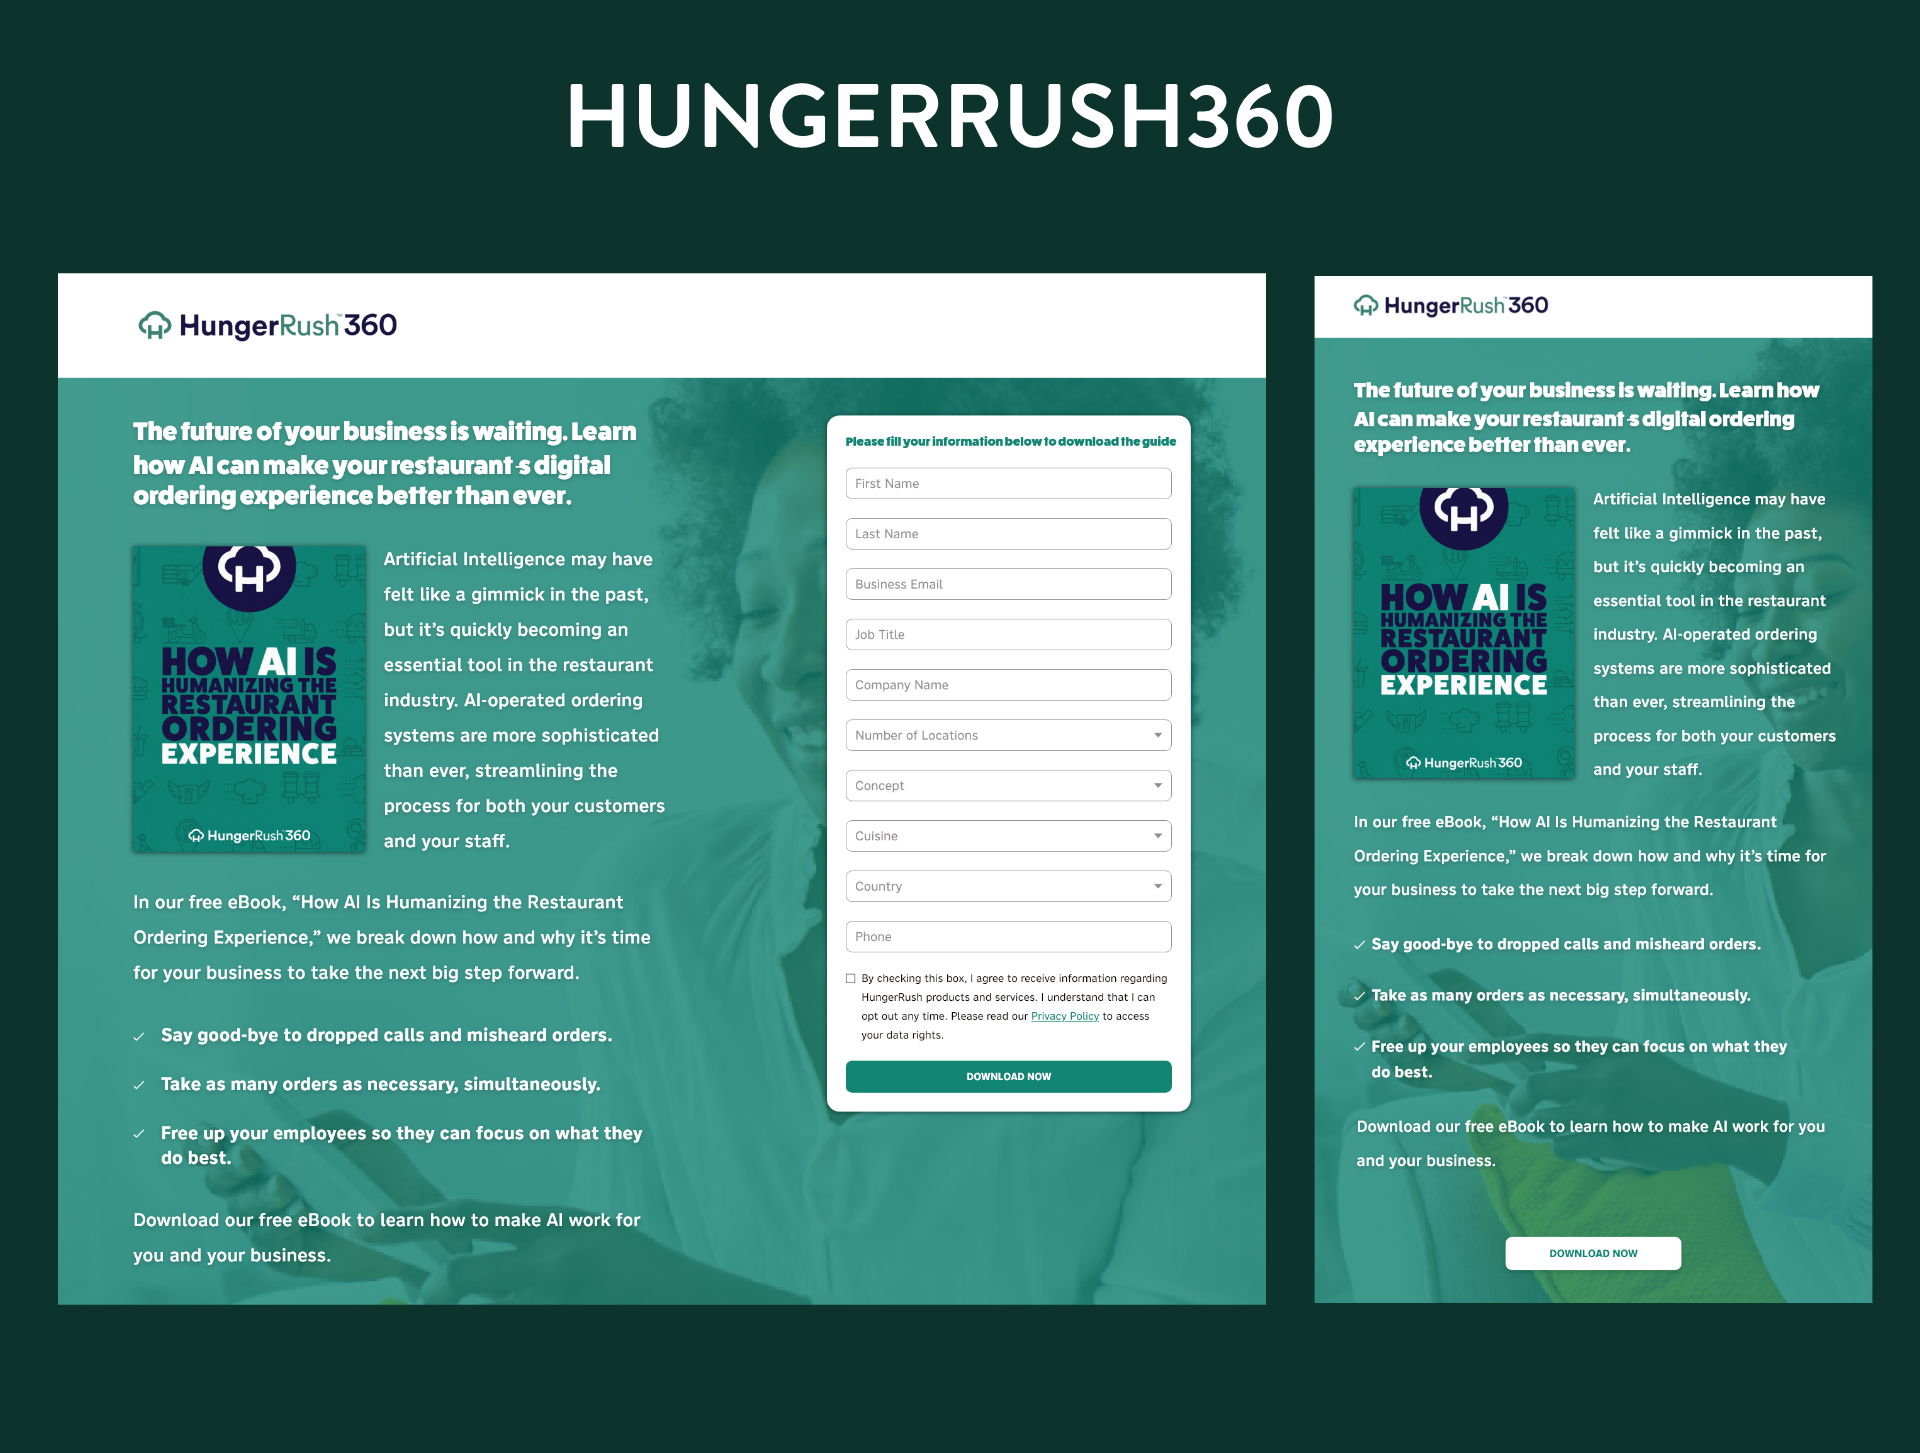 HUNGERRUSH360
HungerRush™360
The future of your business is waiting. Learn
how AI can make your restaurant-s digital
ordering experience better than ever.
HOW AI IS
HUMANIZING THE
RESTAURANT
ORDERING
EXPERIENCE
HungerRush™360
Artificial Intelligence may have
felt like a gimmick in the past,
but it’s quickly becoming an
essential tool in the restaurant
industry. AI-operated ordering
systems are more sophisticated
than ever, streamlining the
process for both your customers
and your staff.
In our free eBook, “How AI Is Humanizing the Restaurant
Ordering Experience,” we break down how and why it’s time
for your business to take the next big step forward.
Say good-bye to dropped calls and misheard orders.
Take as many orders as necessary, simultaneously.
Free up your employees so they can focus on what they
do best.
Download our free eBook to learn how to make AI work for
you and your business.
Please fill your information below to download the guide
First Name
Last Name
Business Email
Job Title
Company Name
Number of Locations
Concept
Cuisine
Country
Phone
By checking this box, I agree to receive information regarding
HungerRush products and services. I understand that I can
opt out any time. Please read our Privacy Policy to access
your data rights.
DOWNLOAD NOW
HungerRush™360
The future of your business is waiting. Learn how
AI can make your restaurant-s digital ordering
experience better than ever.
HOW AI IS
HUMANIZING THE
RESTAURANT
ORDERING
EXPERIENCE
HungerRush™360
Artificial Intelligence may have
felt like a gimmick in the past,
but it’s quickly becoming an
essential tool in the restaurant
industry. AI-operated ordering
systems are more sophisticated
than ever, streamlining the
process for both your customers
and your staff.
In our free eBook, “How AI Is Humanizing the Restaurant
Ordering Experience,” we break down how and why it’s time for
your business to take the next big step forward.
Say good-bye to dropped calls and misheard orders.
Take as many orders as necessary, simultaneously.
Free up your employees so they can focus on what they
do best.
Download our free eBook to learn how to make AI work for you
and your business.
DOWNLOAD NOW